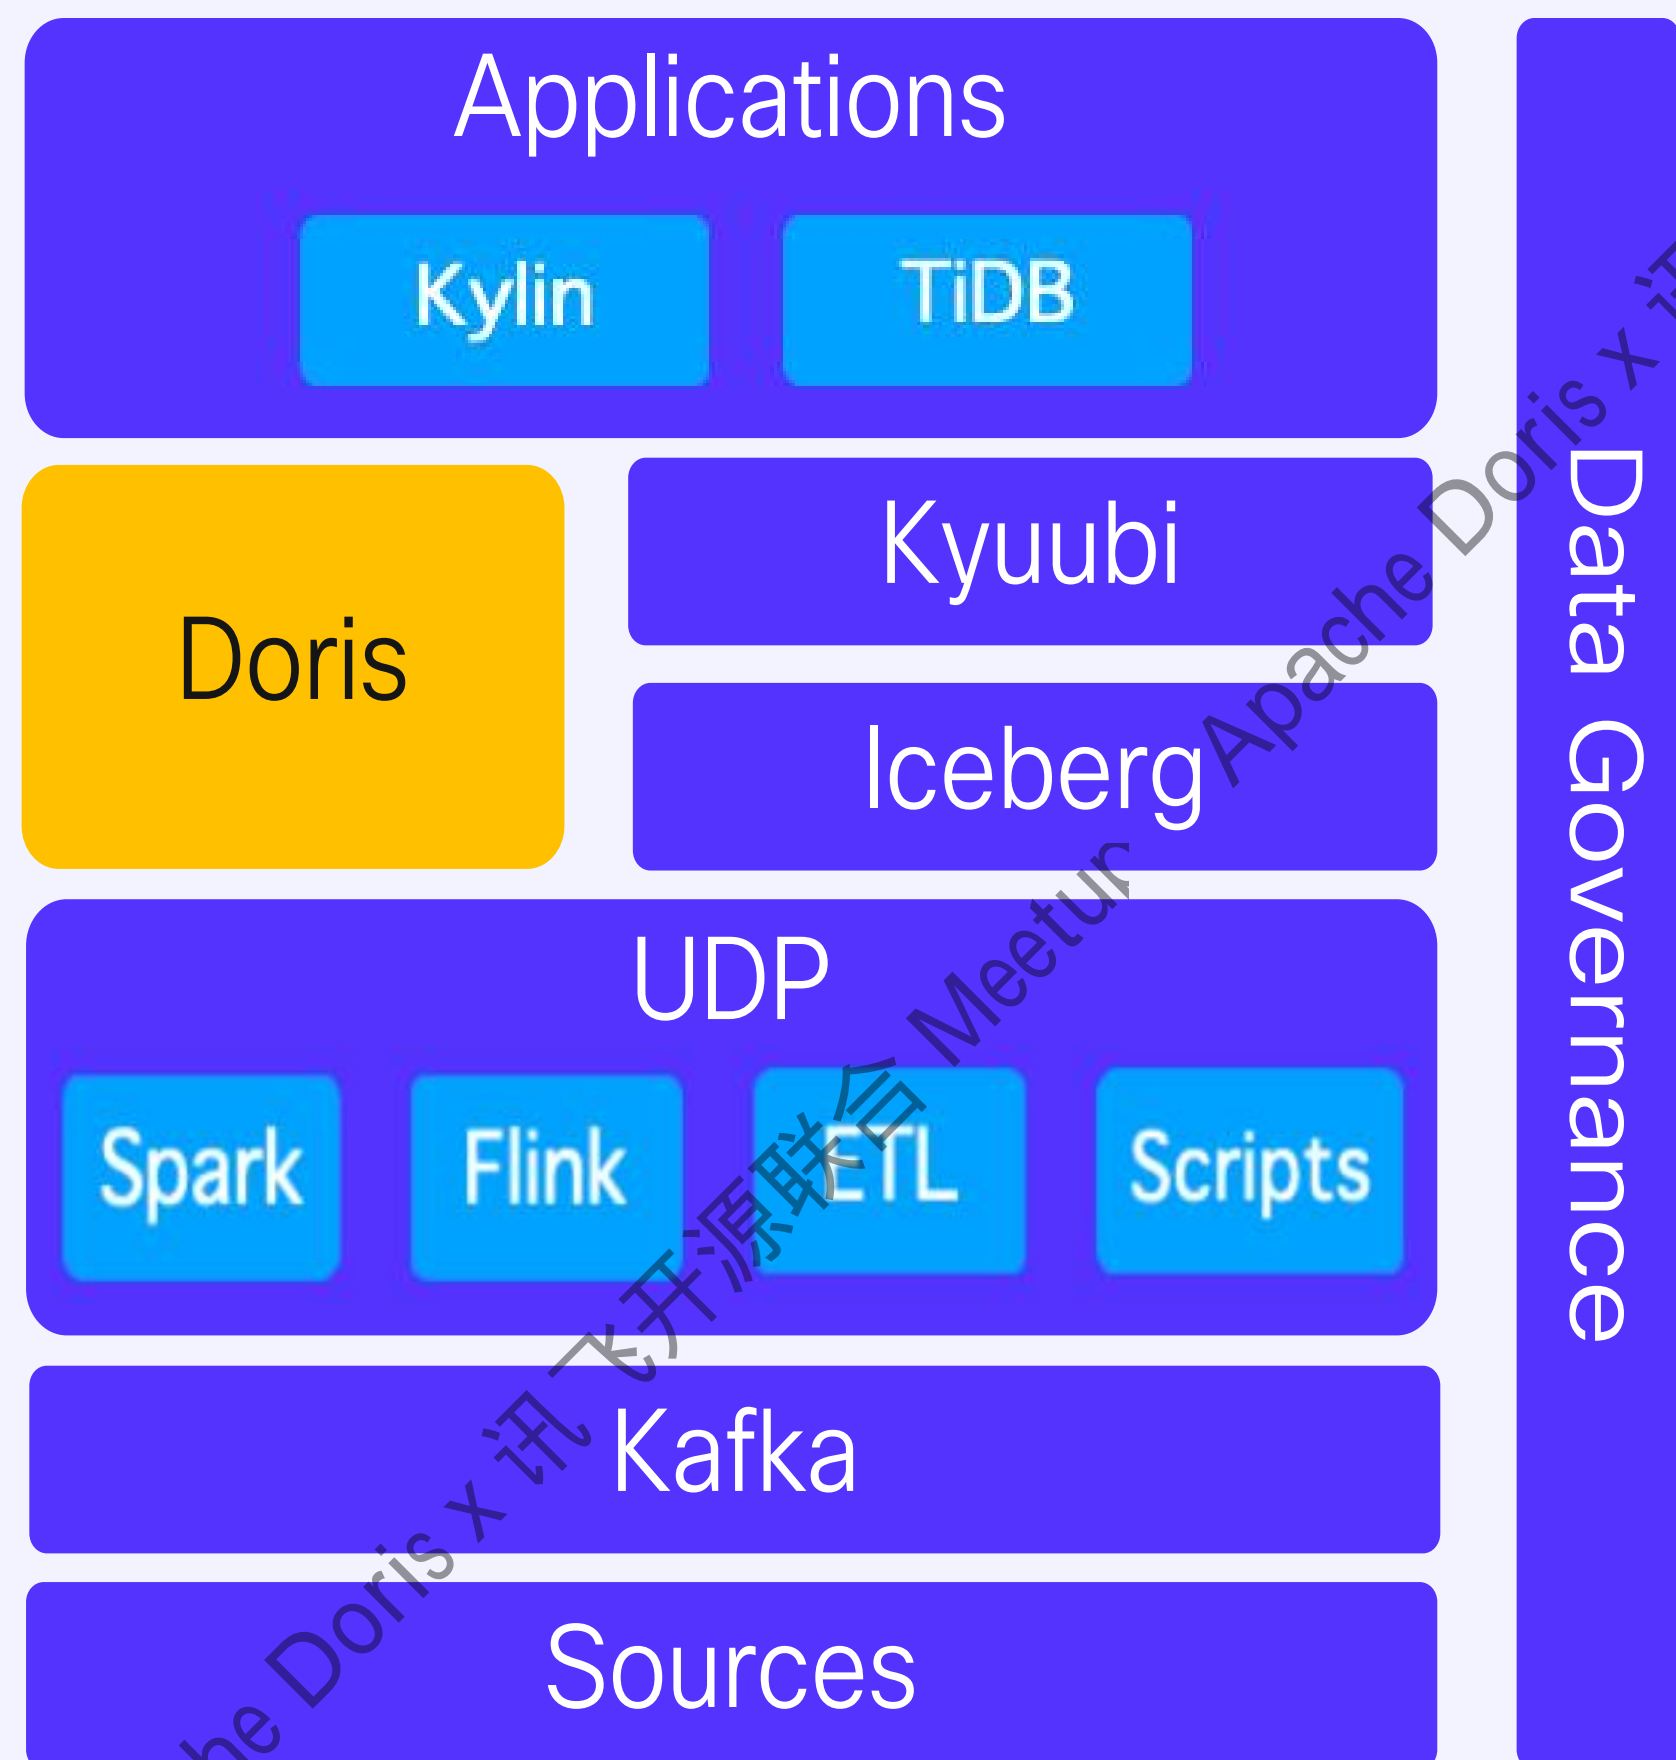 Applications
Kylin
TiDB
Doris
Kyuubi
Iceberg
UDP
Spark
Flink
ETL
Scripts
Kafka
Sources
Data Governance
Doris x 讯飞开源联合 Meetup
Apache Doris x